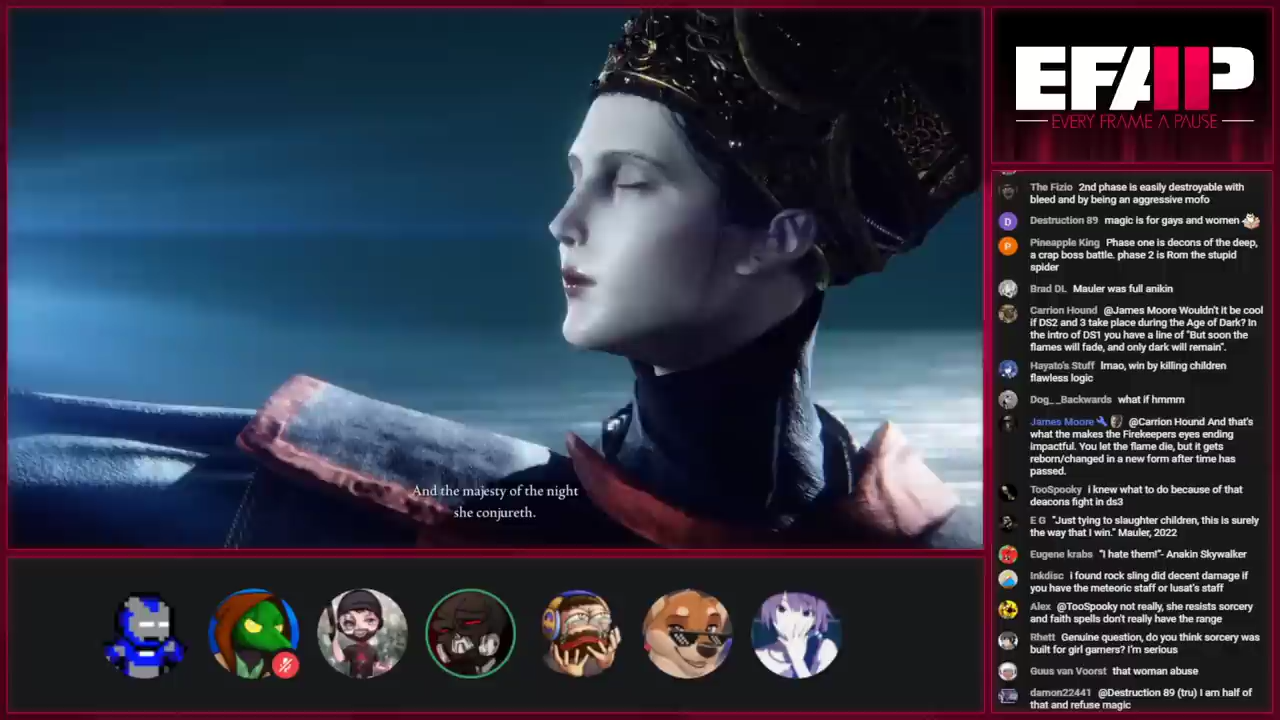 And the majesty of the night
she conjureth.
EFAP
EVERY FRAME A PAUSE
The Fizio 2nd phase is easily destroyable with
bleed and by being an aggressive mofo
D
Destruction 89 magic is for gays and women
P
Pineapple King Phase one is decons of the deep,
a crap boss battle. phase 2 is Rom the stupid
spider
Brad DL Mauler was full anikin
Carrion Hound @James Moore Wouldn't it be cool
if DS2 and 3 take place during the Age of Dark? In
the intro of DS1 you have a line of "But soon the
flames will fade, and only dark will remain".
Hayato's Stuff lmao, win by killing children
flawless logic
Dog__Backwards what if hmmm
James Moore @Carrion Hound And that's
what the makes the Firekeepers eyes ending
impactful. You let the flame die, but it gets
reborn/changed in a new form after time has
passed.
TooSpooky i knew what to do because of that
deacons fight in ds3
E G "Just tying to slaughter children, this is surely
the way that I win." Mauler, 2022
Eugene krabs "I hate them!"- Anakin Skywalker
Inkdisc i found rock sling did decent damage if
you have the meteoric staff or lusat's staff
Alex @TooSpooky not really, she resists sorcery
and faith spells don't really have the range
Rhett Genuine question, do you think sorcery was
built for girl gamers? I'm serious
Guus van Voorst that woman abuse
damon22441 @Destruction 89 (tru) I am half of
that and refuse magic